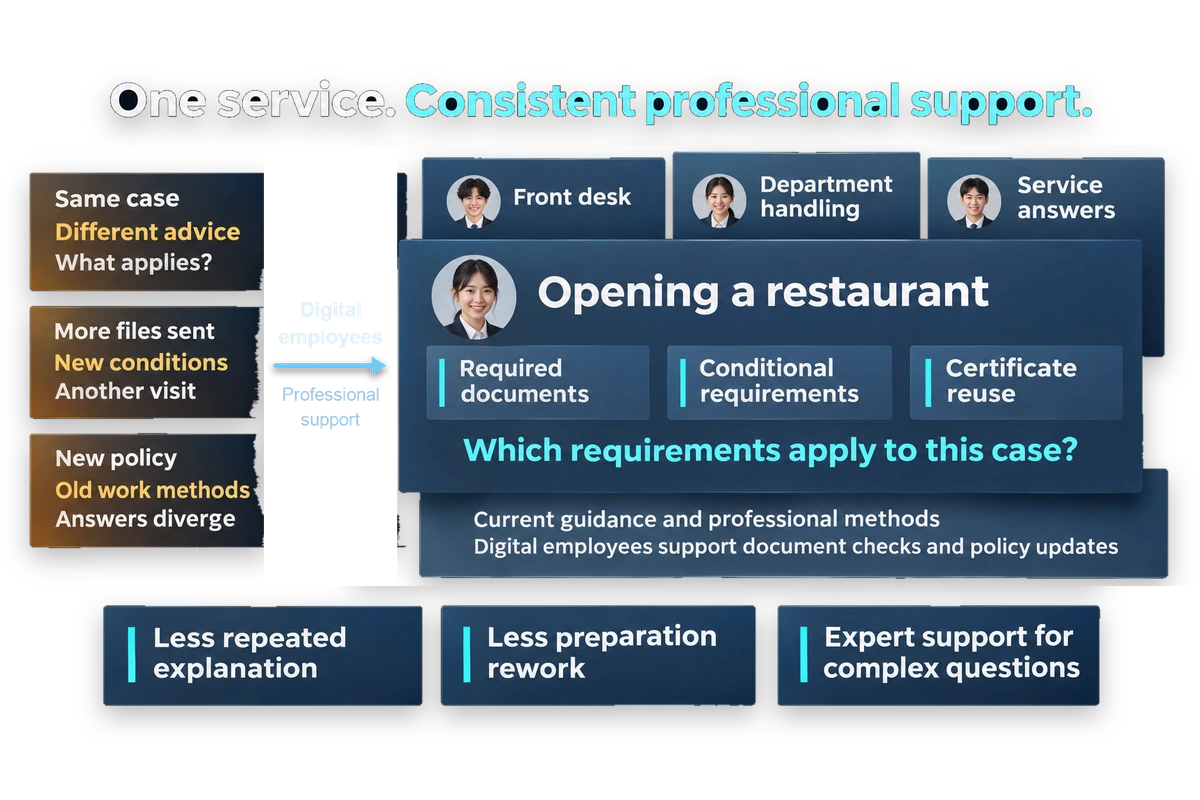 One service. Consistent professional support.
Same case
Different advice
What applies?
More files sent
New conditions
Another visit
New policy
Old work methods
Answers diverge
Digital
employees
Professional
support
Front desk
Department
handling
Service
answers
Opening a restaurant
Required
documents
Conditional
requirements
Certificate
reuse
Which requirements apply to this case?
Current guidance and professional methods
Digital employees support document checks and policy updates
Less repeated
explanation
Less preparation
rework
Expert support for
complex questions